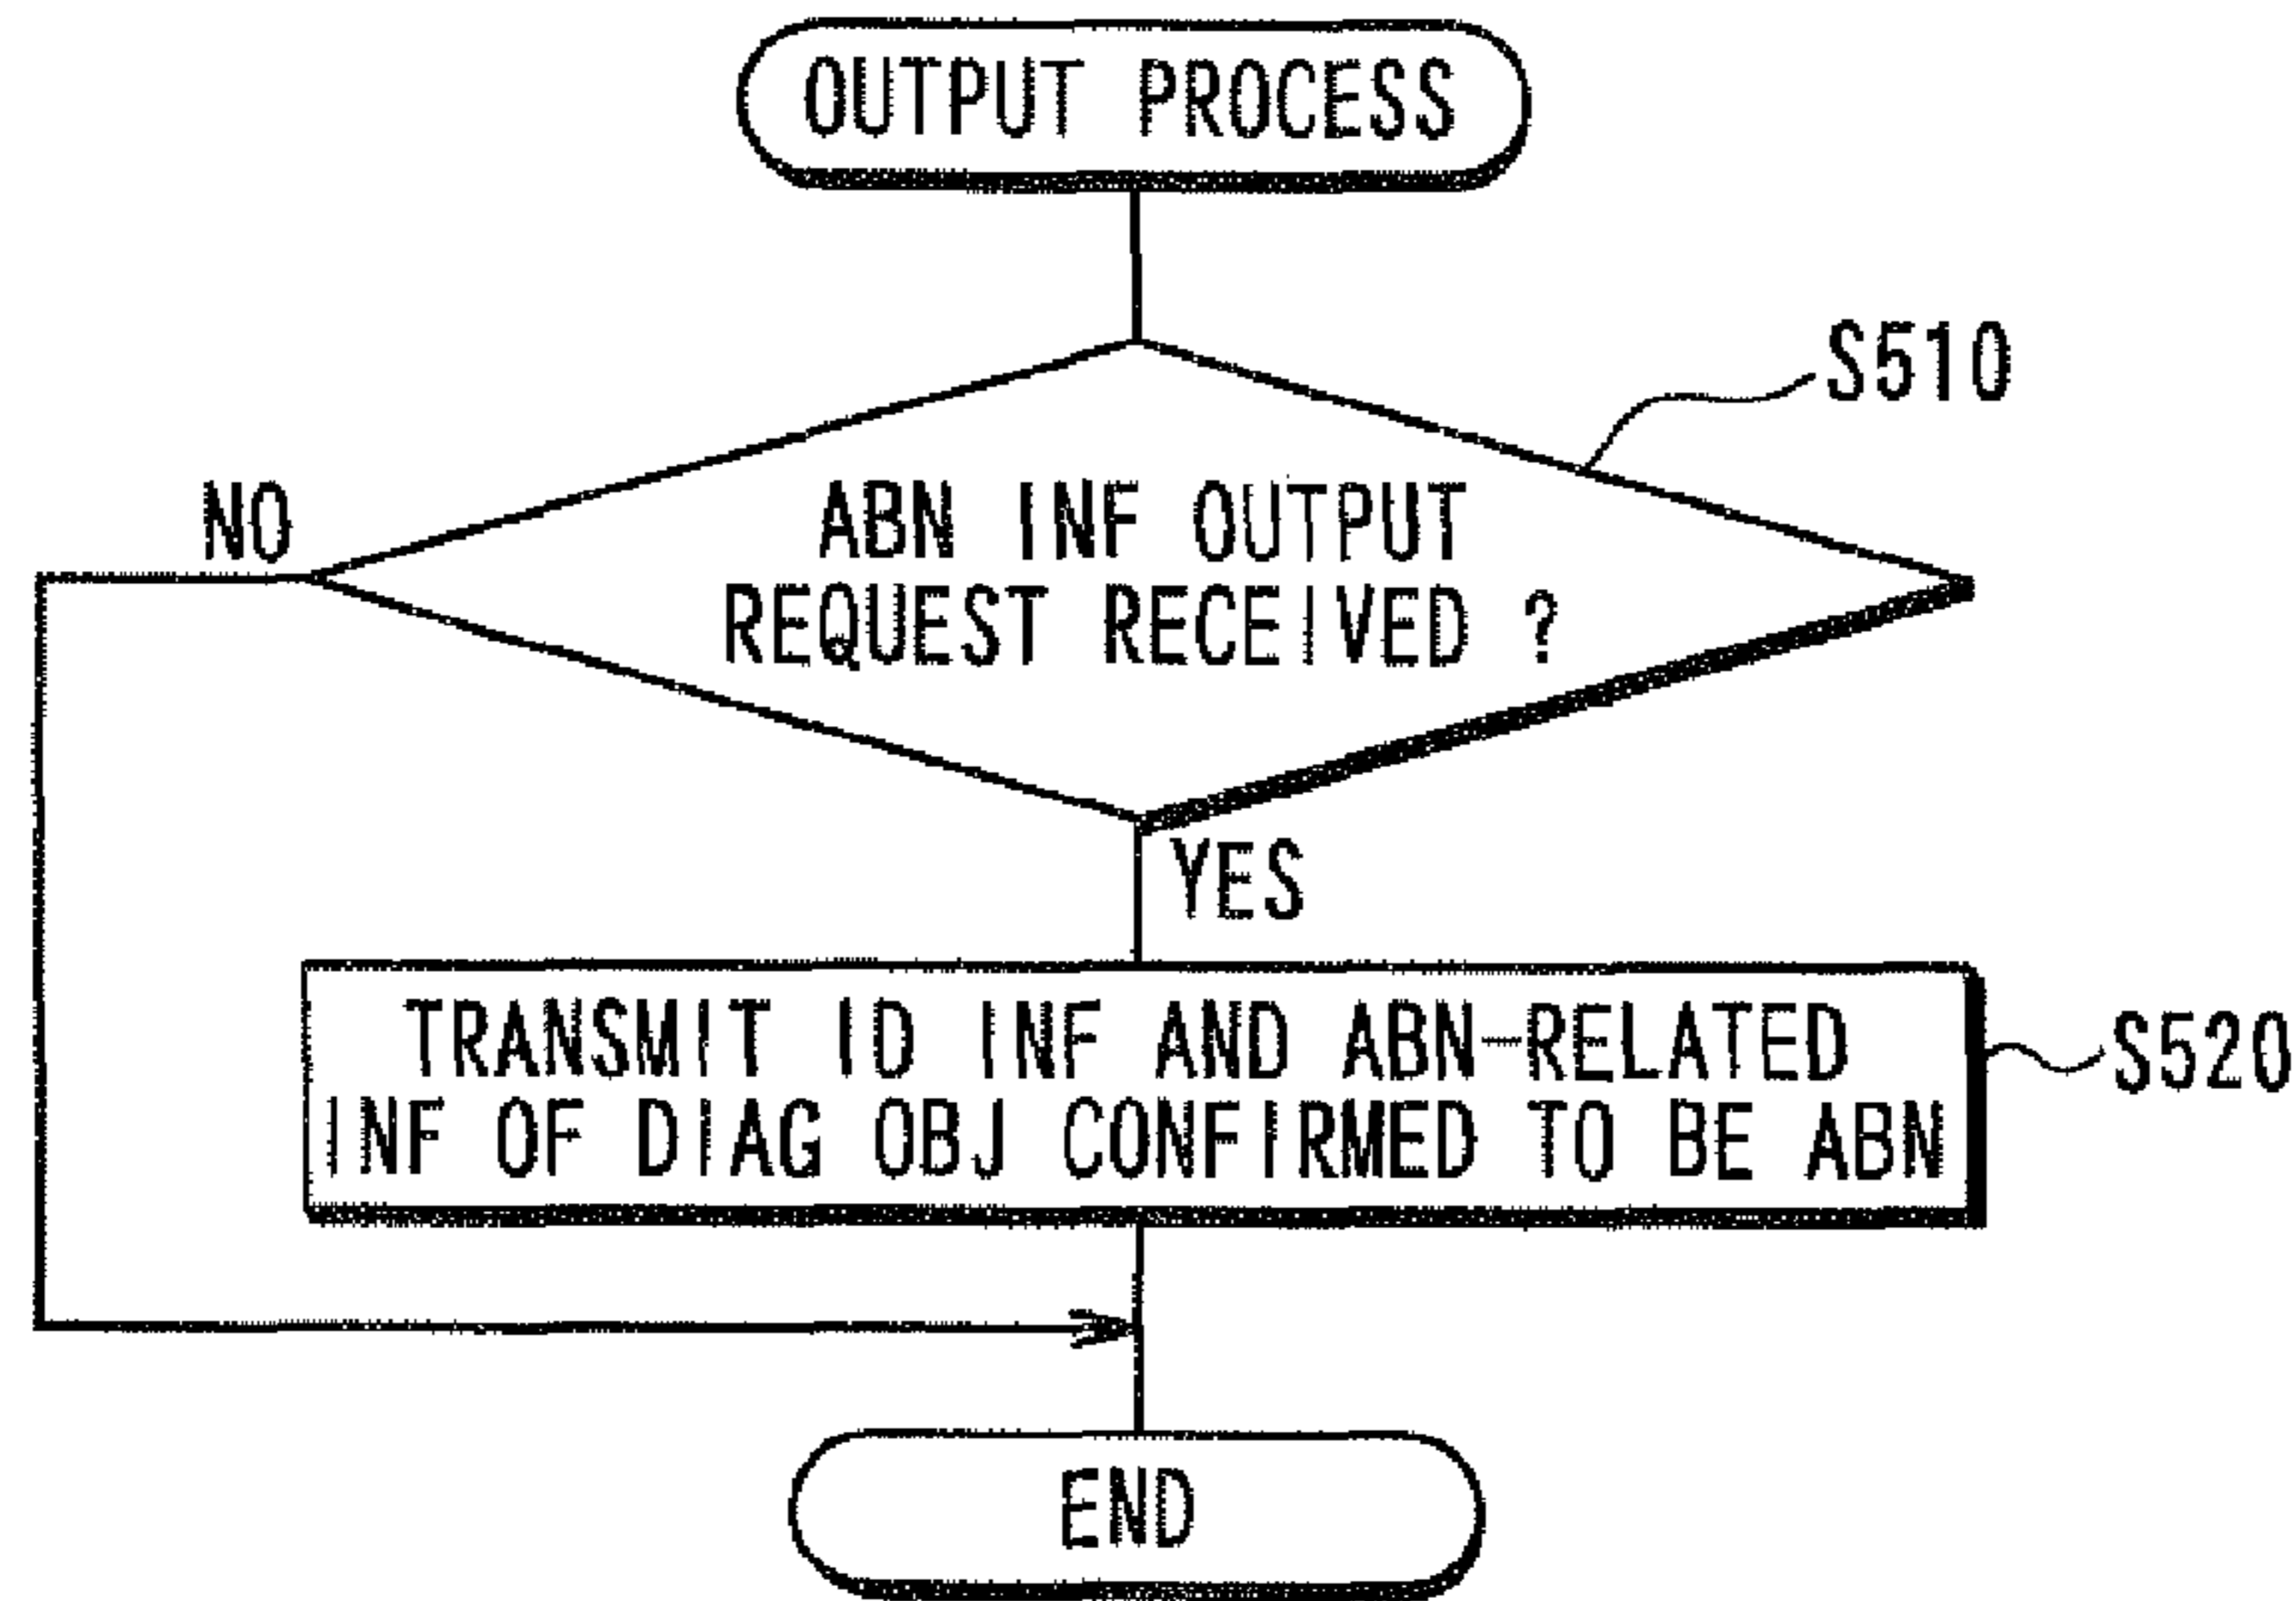 OUTPUT PROCESS
S510
NO
ABN INF OUTPUT
REQUEST RECEIVED ?
YES
TRANSMIT ID INF AND ABN-RELATED
INF OF DIAG OBJ CONFIRMED TO BE ABN
S520
END